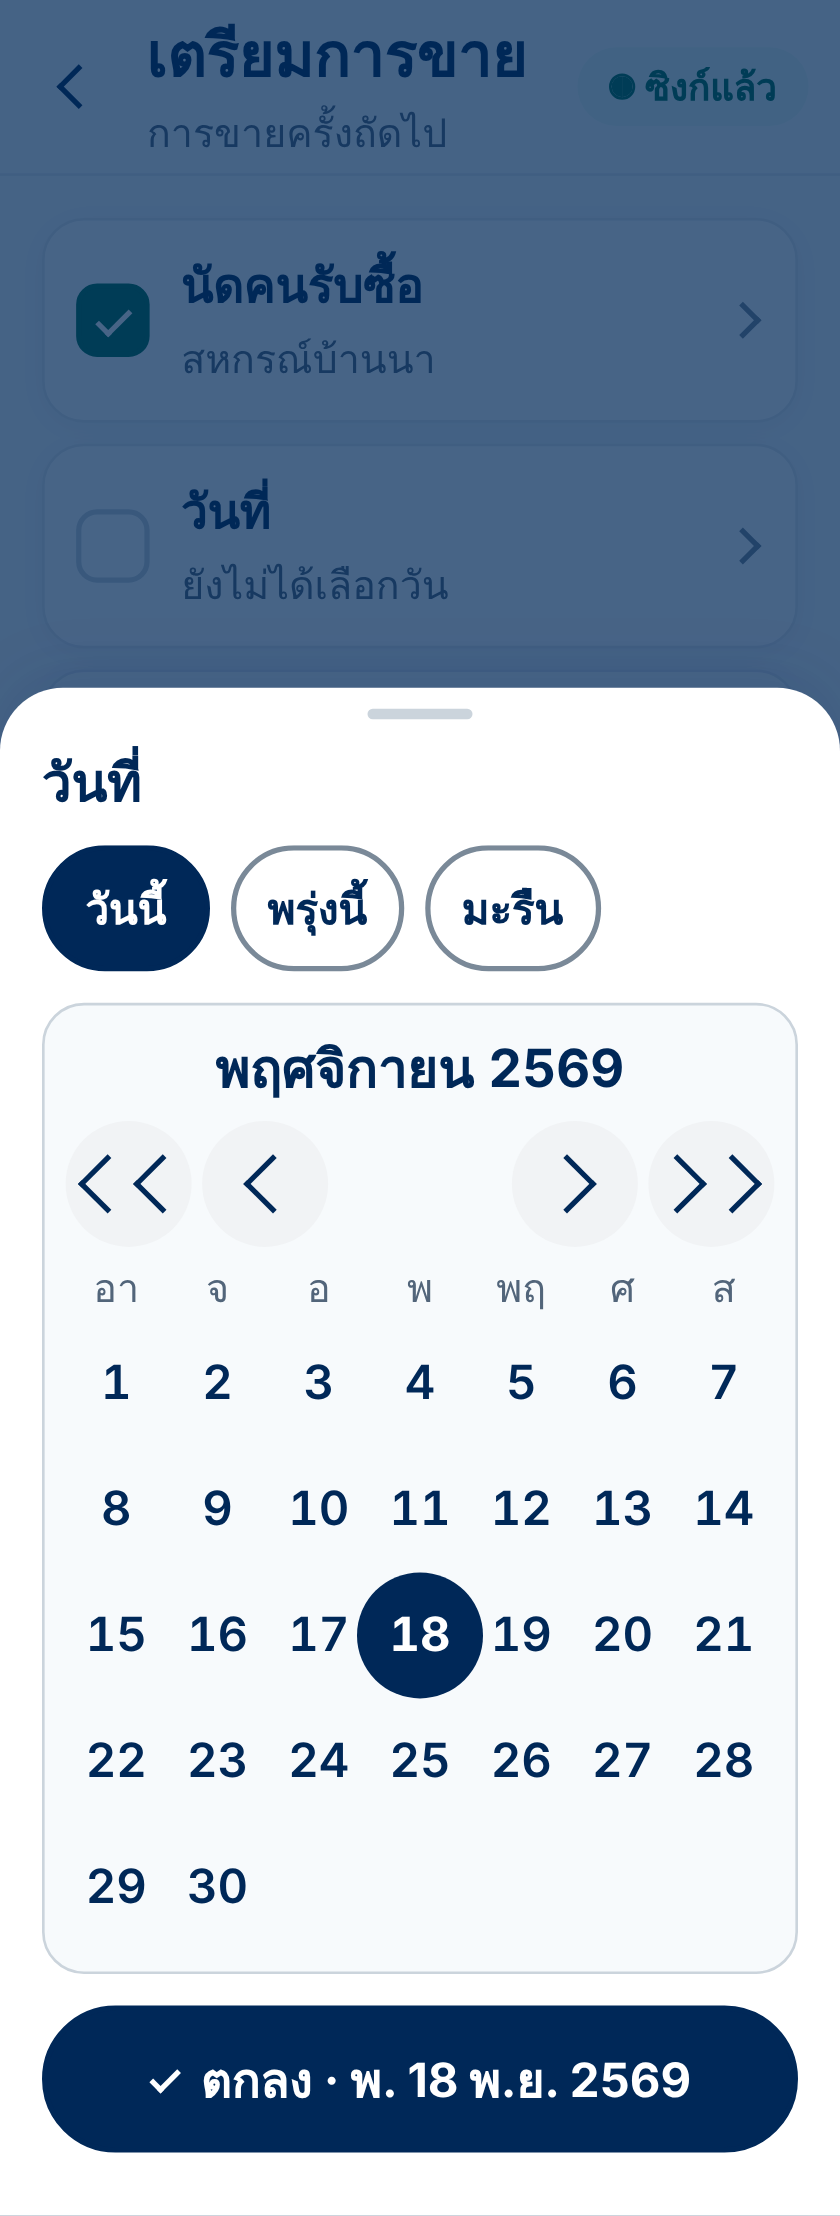 เตรียมการขาย
การขายครั้งถัดไป
ซิงก์แล้ว
นัดคนรับซื้อ
สหกรณ์บ้านนา
วันที่
ยังไม่ได้เลือกวัน
วันที่
วันนี้ พรุ่งนี้ มะรืน
พฤศจิกายน 2569
อา จ อ พ พฤ ศ ส
1 2 3 4 5 6 7
8 9 10 11 12 13 14
15 16 17 18 19 20 21
22 23 24 25 26 27 28
29 30
ตกลง · พ. 18 พ.ย. 2569